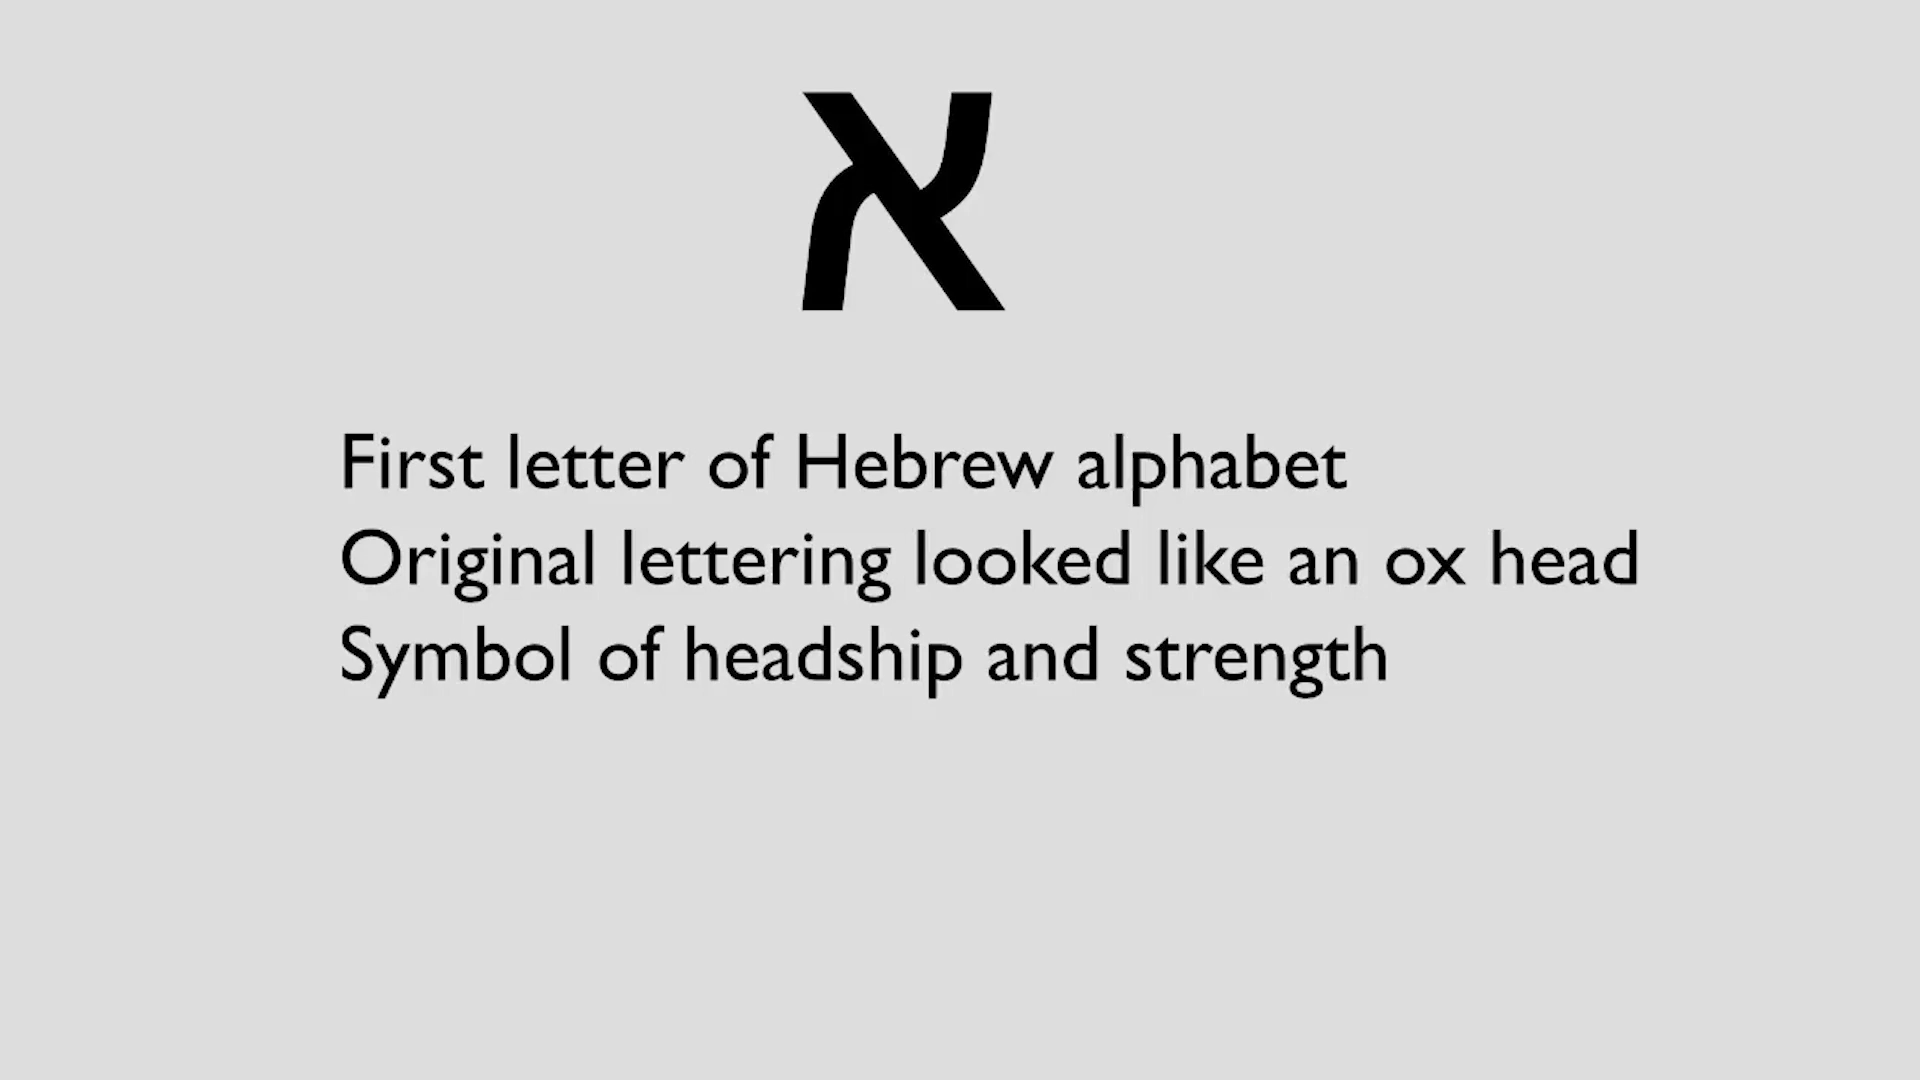 א
First letter of Hebrew alphabet
Original lettering looked like an ox head
Symbol of headship and strength